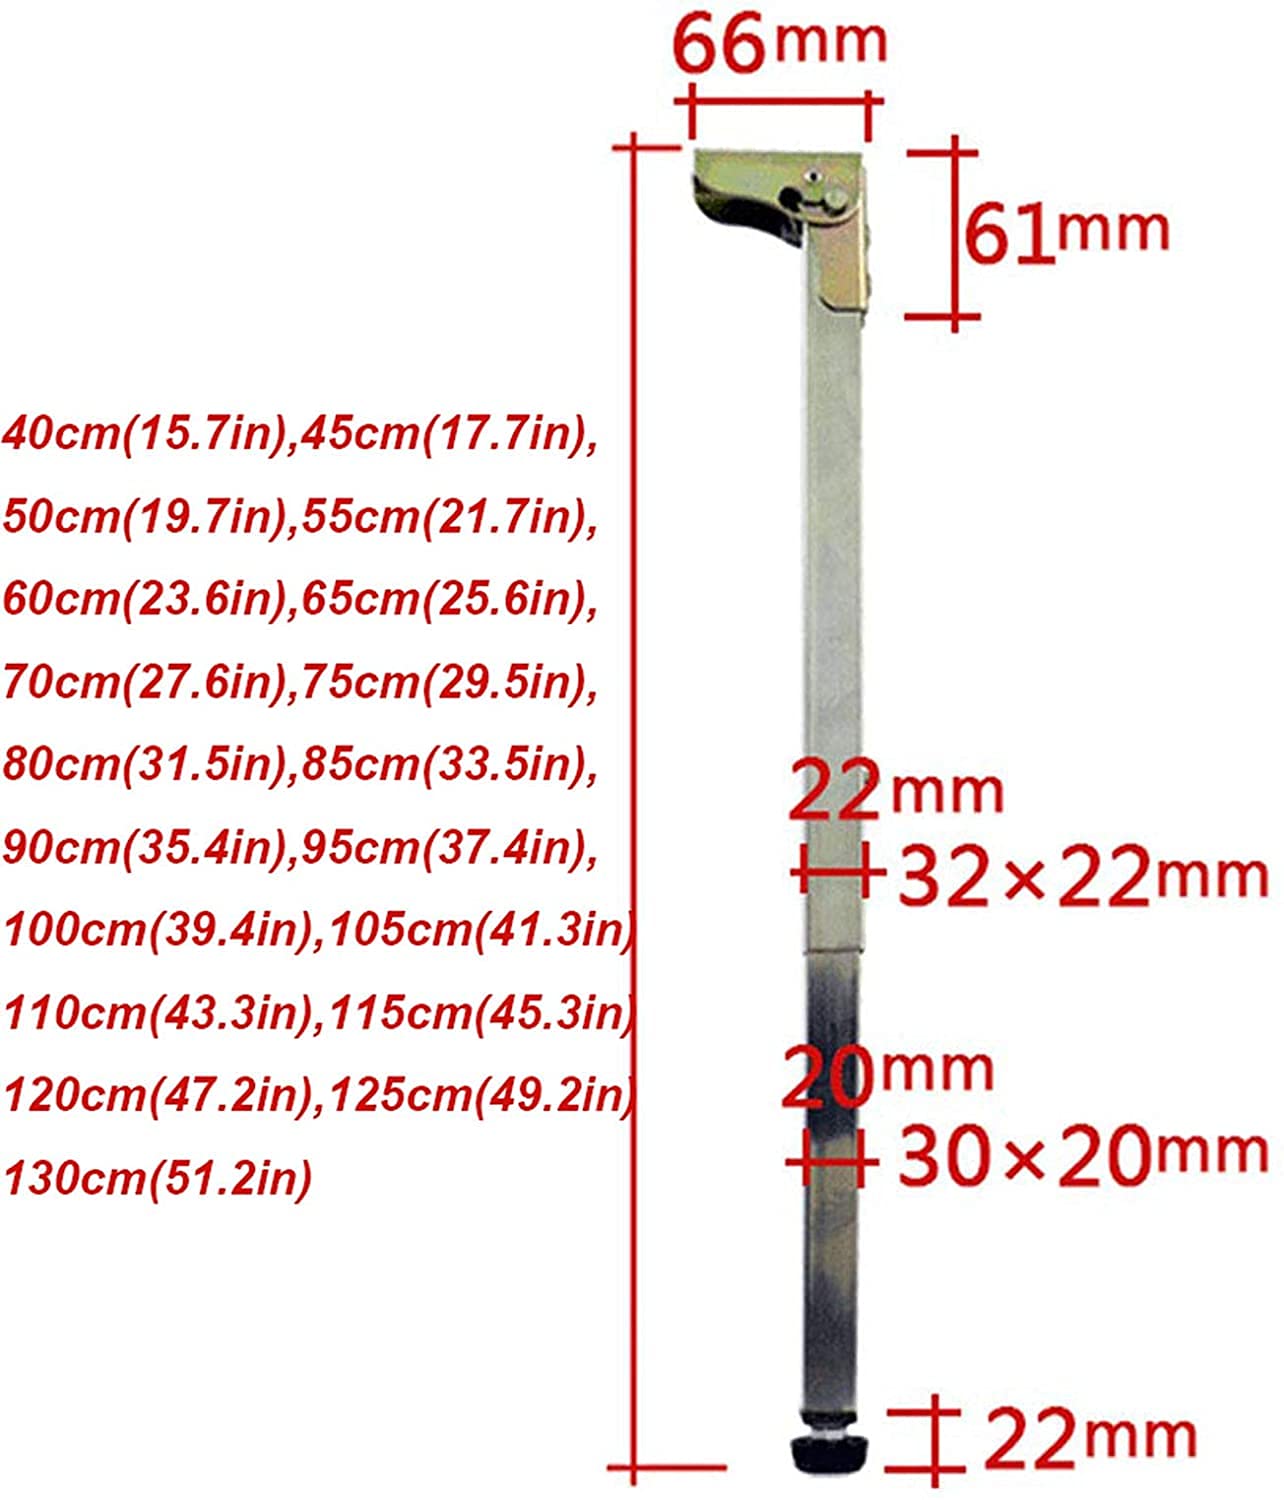 66mm
61mm
40cm(15.7in),45cm(17.7in),
50cm(19.7in),55cm(21.7in),
60cm(23.6in),65cm(25.6in),
70cm(27.6in),75cm(29.5in),
80cm(31.5in),85cm(33.5in),
90cm(35.4in),95cm(37.4in),
100cm(39.4in),105cm(41.3in)
110cm(43.3in),115cm(45.3in)
120cm(47.2in),125cm(49.2in)
130cm(51.2in)
22mm
32×22mm
20mm
30×20mm
22mm